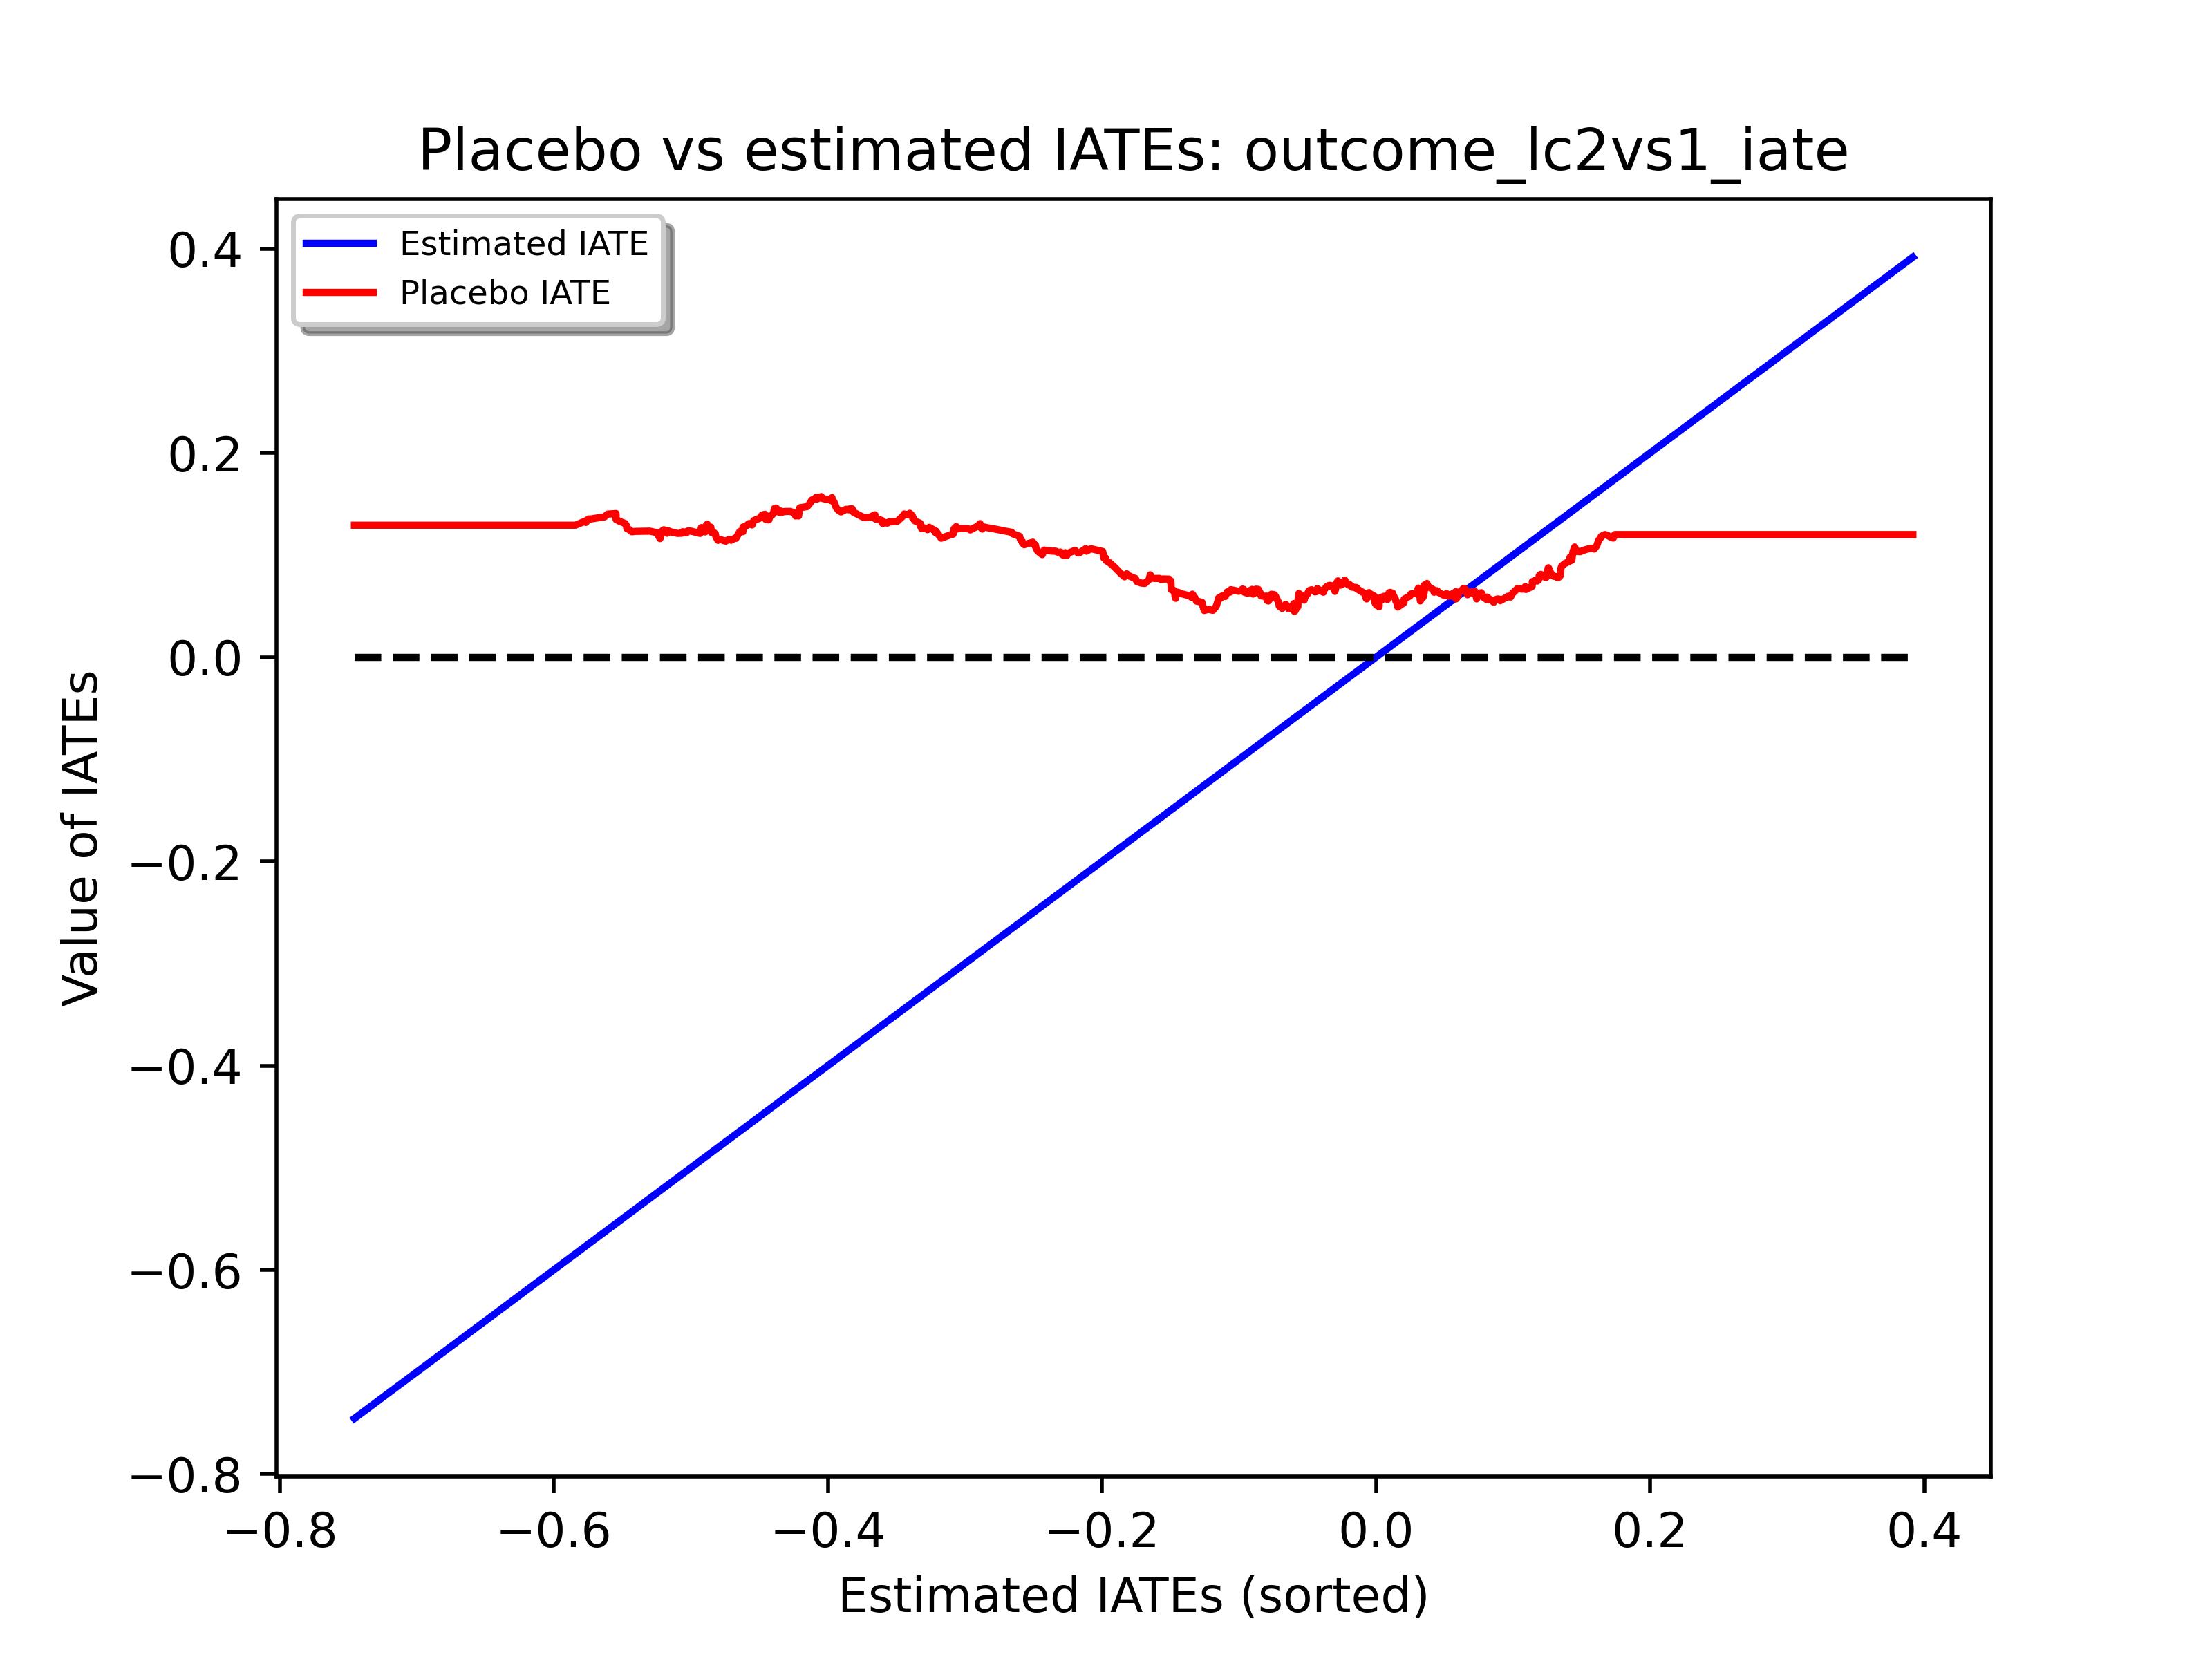 Placebo vs estimated IATEs: outcome_lc2vs1_iate
Estimated IATE
Placebo IATE
0.4
0.2
0.0
−0.2
−0.4
−0.6
−0.8
Value of IATEs
−0.8 −0.6 −0.4 −0.2 0.0 0.2 0.4
Estimated IATEs (sorted)